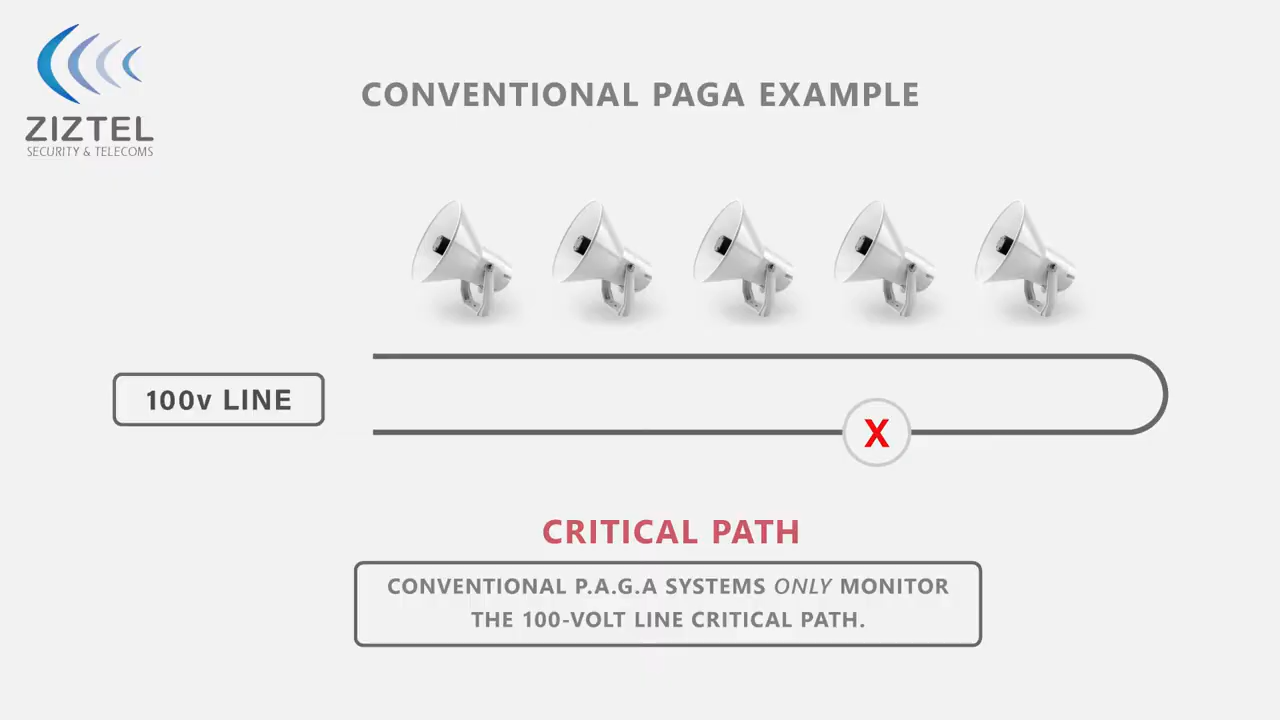 ZIZTEL
SECURITY & TELECOMS
CONVENTIONAL PAGA EXAMPLE
100v LINE
X
CRITICAL PATH
CONVENTIONAL P.A.G.A SYSTEMS ONLY MONITOR
THE 100-VOLT LINE CRITICAL PATH.